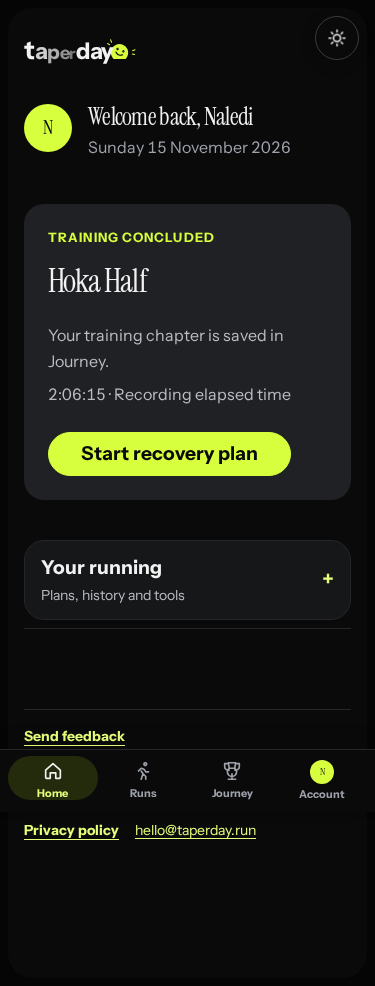 taperday
N
Welcome back, Naledi
Sunday 15 November 2026
TRAINING CONCLUDED
Hoka Half
Your training chapter is saved in
Journey.
2:06:15 · Recording elapsed time
Start recovery plan
Your running
+
Plans, history and tools
Send feedback
N
Home
Runs
Journey
Account
Privacy policy
hello@taperday.run